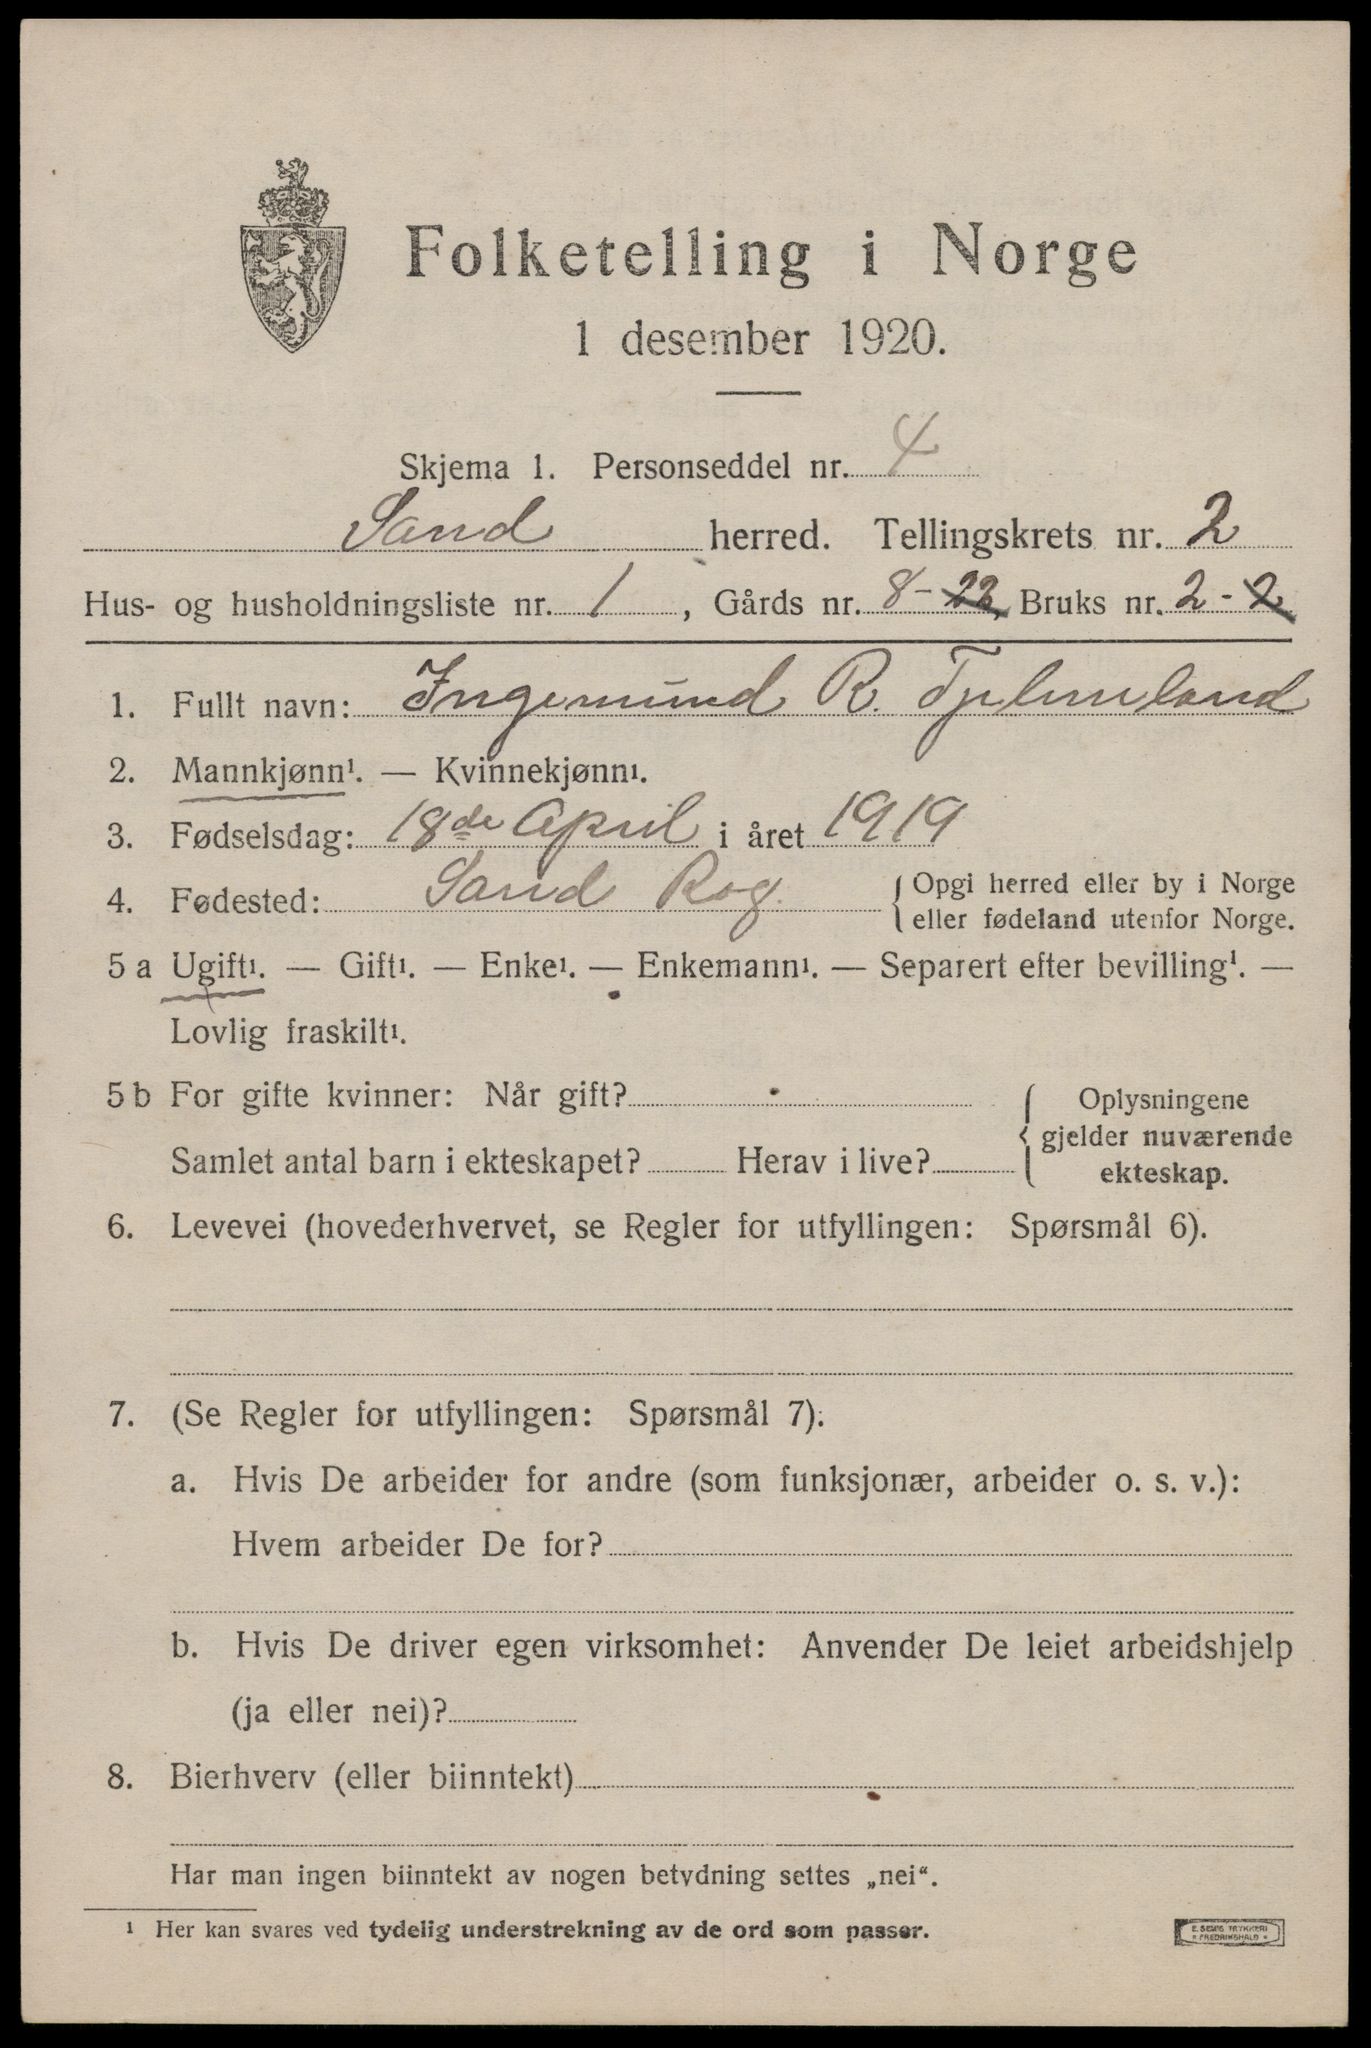 Folketelling i Norge
1 desember 1920.
Skjema 1. Personseddel nr. 4
Sand herred. Tellingskrets nr. 2
Hus- og husholdningsliste nr. 1, Gårds nr. 8-22, Bruks nr. 2-2
1. Fullt navn: Ingemund R.
2. Mannkjønn¹. — Kvinnekjønn¹.
3. Fødselsdag: 18de April i året 1919
4. Fødested: Sand Rog. { Opgi herred eller by i Norge
eller fødeland utenfor Norge.
5 a Ugift¹. — Gift¹. — Enke¹. — Enkemann¹. — Separert efter bevilling¹. —
Lovlig fraskilt¹.
5 b For gifte kvinner: Når gift?
Samlet antal barn i ekteskapet? Herav i live?
{ Oplysningene
gjelder nuværende
ekteskap.
6. Levevei (hovederhvervet, se Regler for utfyllingen: Spørsmål 6).
7. (Se Regler for utfyllingen: Spørsmål 7):
a. Hvis De arbeider for andre (som funksjonær, arbeider o. s. v.):
Hvem arbeider De for?
b. Hvis De driver egen virksomhet: Anvender De leiet arbeidshjelp
(ja eller nei)?
8. Bierhverv (eller biinntekt)
Har man ingen biinntekt av nogen betydning settes „nei“.
¹ Her kan svares ved tydelig understrekning av de ord som passer.
E. SEM'S TRYKKERI
* FREDRIKSHALD *